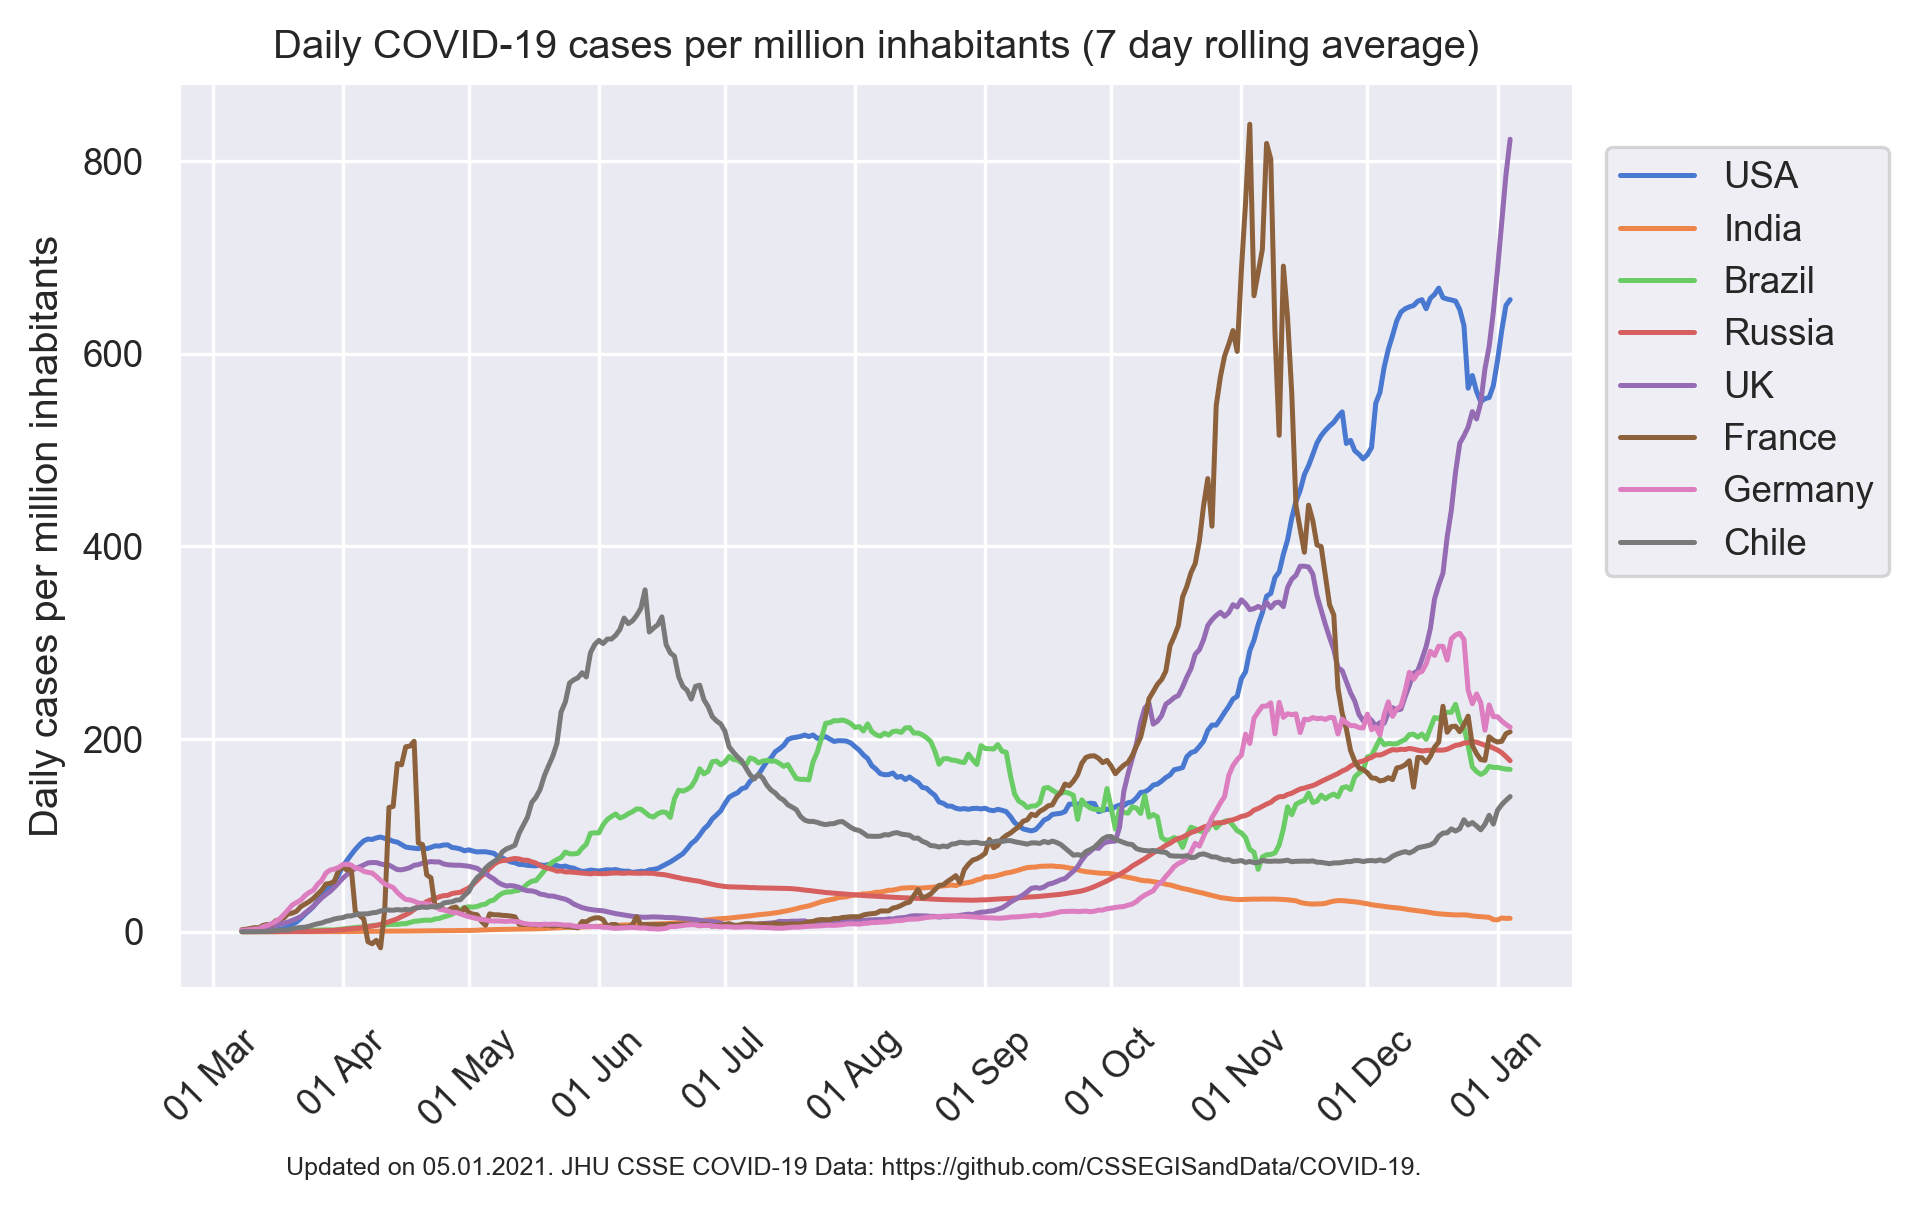 Daily COVID-19 cases per million inhabitants (7 day rolling average)
Daily cases per million inhabitants
800
600
400
200
0
01 Mar
01 Apr
01 May
01 Jun
01 Jul
01 Aug
01 Sep
01 Oct
01 Nov
01 Dec
01 Jan
USA
India
Brazil
Russia
UK
France
Germany
Chile
Updated on 05.01.2021. JHU CSSE COVID-19 Data: https://github.com/CSSEGISandData/COVID-19.